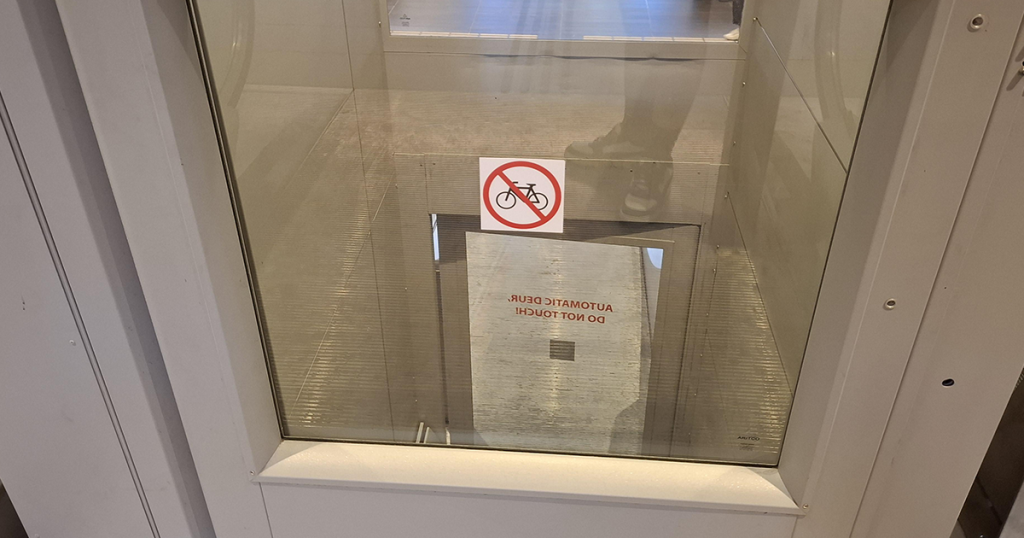 AUTOMATIC DEUR.
DO NOT TOUCH!